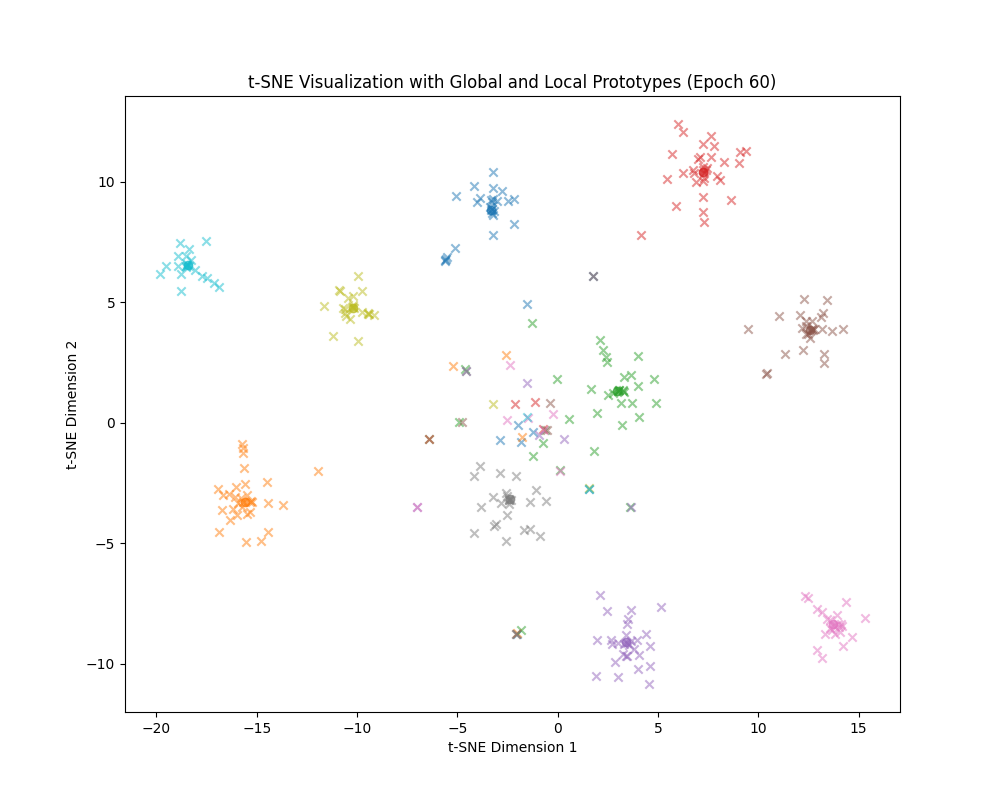 t-SNE Visualization with Global and Local Prototypes (Epoch 60)
10
5
0
−5
−10
t-SNE Dimension 2
−20 −15 −10 −5 0 5 10 15
t-SNE Dimension 1